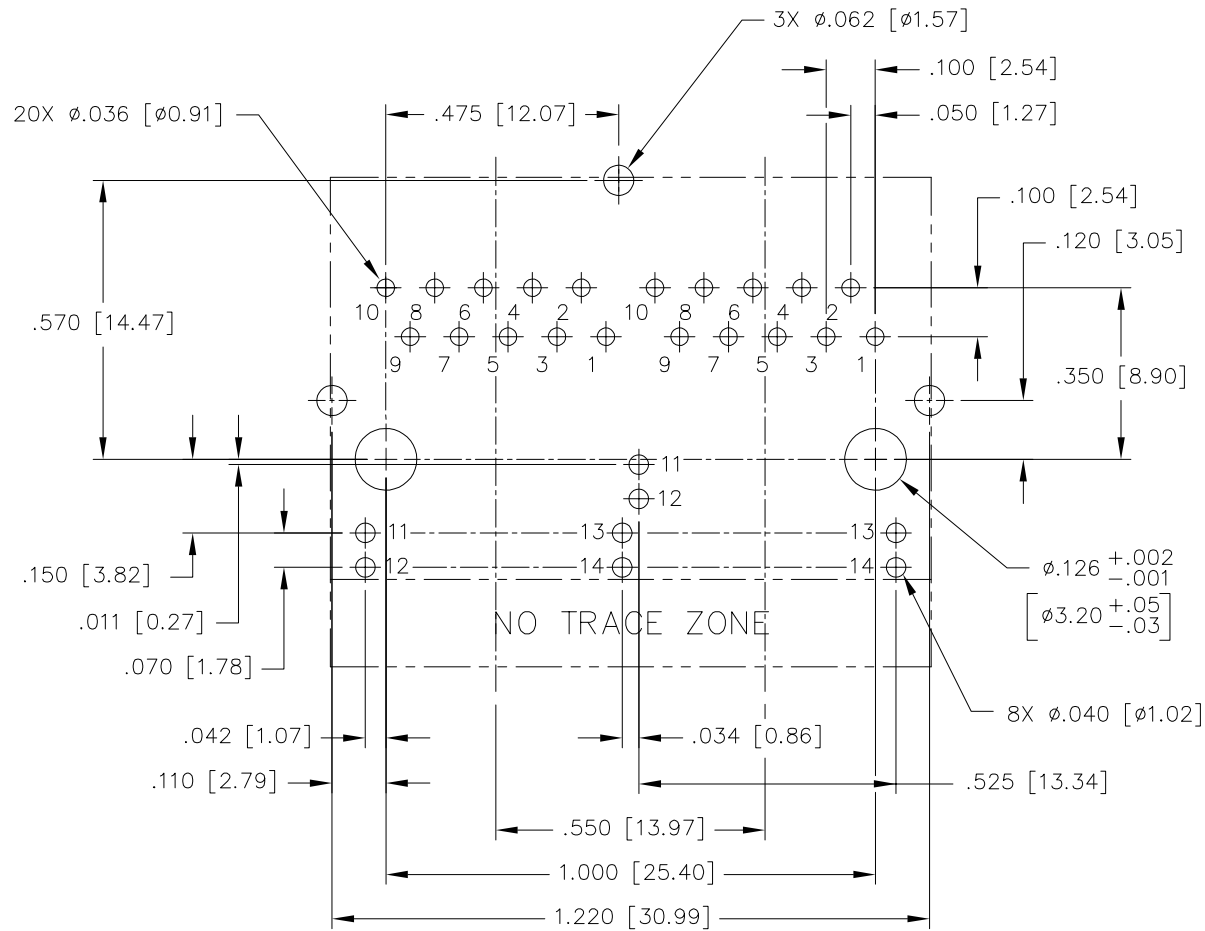 3X ø.062 [ø1.57]
.100 [2.54]
20X ø.036 [ø0.91]
.475 [12.07]
.050 [1.27]
.100 [2.54]
.120 [3.05]
.570 [14.47]
10 8 6 4 2 10 8 6 4 2
9 7 5 3 1 9 7 5 3 1
.350 [8.90]
11
12
11 13 13
12 14 14
.150 [3.82]
ø.126 +.002 -.001
[ø3.20 +.05 -.03]
.011 [0.27]
NO TRACE ZONE
.070 [1.78]
8X ø.040 [ø1.02]
.042 [1.07]
.034 [0.86]
.110 [2.79]
.525 [13.34]
.550 [13.97]
1.000 [25.40]
1.220 [30.99]